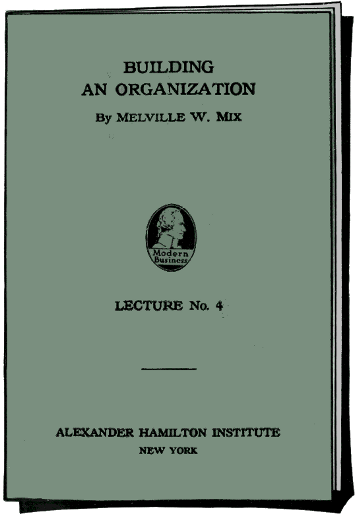 BUILDING
AN ORGANIZATION
By MELVILLE W. MIX
Modern
Business
LECTURE No. 4
ALEXANDER HAMILTON INSTITUTE
NEW YORK